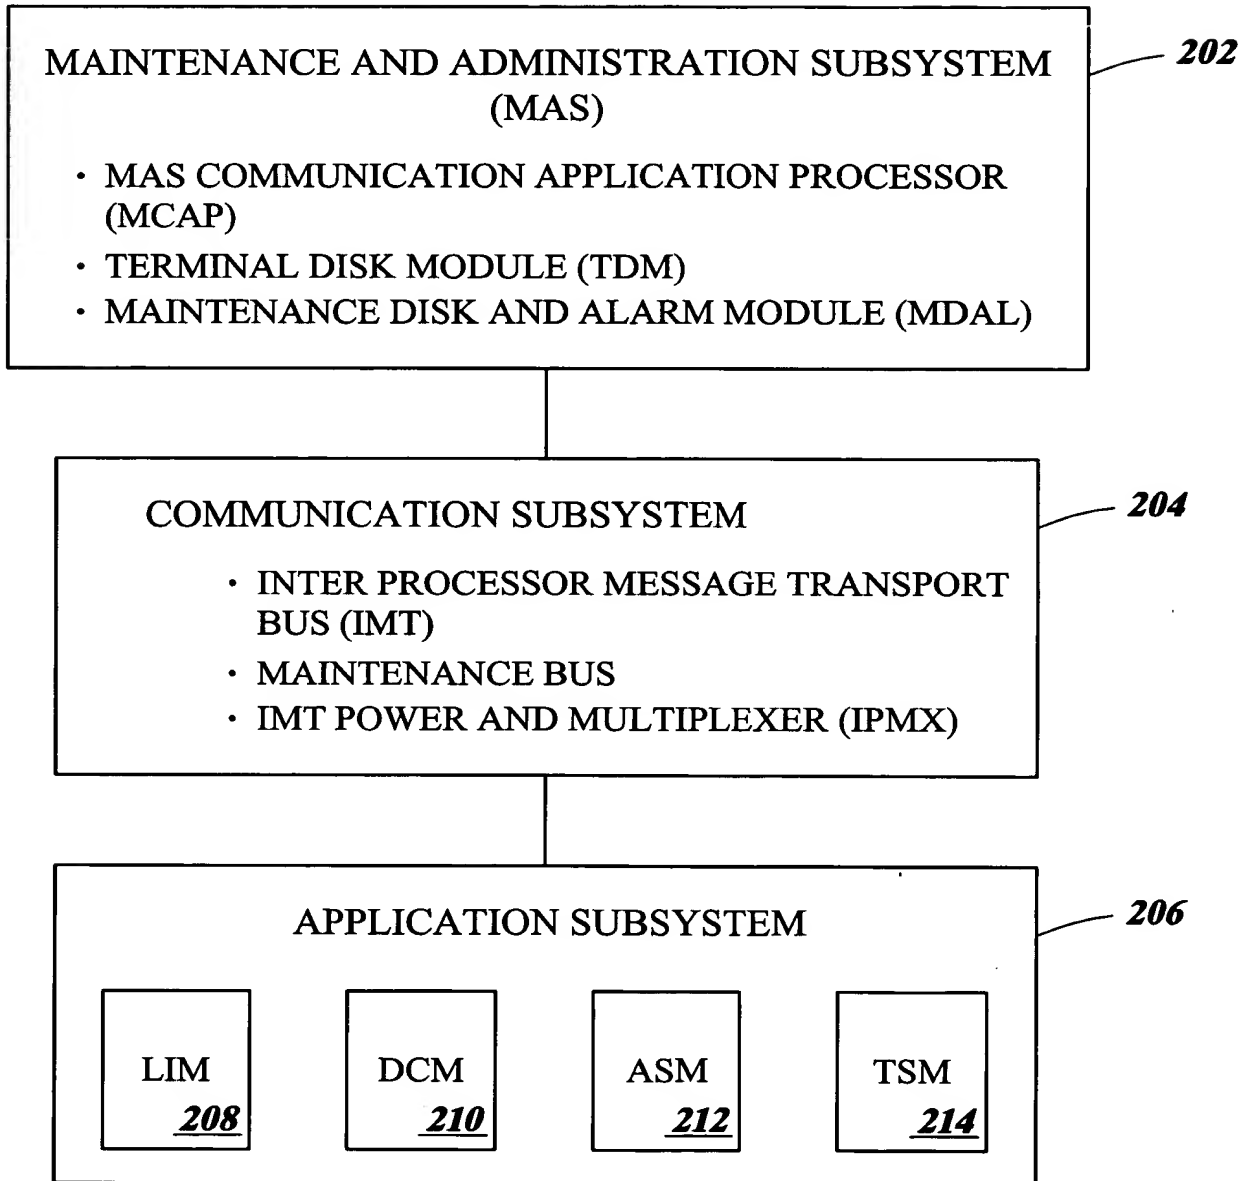 MAINTENANCE AND ADMINISTRATION SUBSYSTEM
(MAS)
202
· MAS COMMUNICATION APPLICATION PROCESSOR
(MCAP)
· TERMINAL DISK MODULE (TDM)
· MAINTENANCE DISK AND ALARM MODULE (MDAL)
COMMUNICATION SUBSYSTEM
204
· INTER PROCESSOR MESSAGE TRANSPORT
BUS (IMT)
· MAINTENANCE BUS
· IMT POWER AND MULTIPLEXER (IPMX)
APPLICATION SUBSYSTEM
206
LIM
208
DCM
210
ASM
212
TSM
214